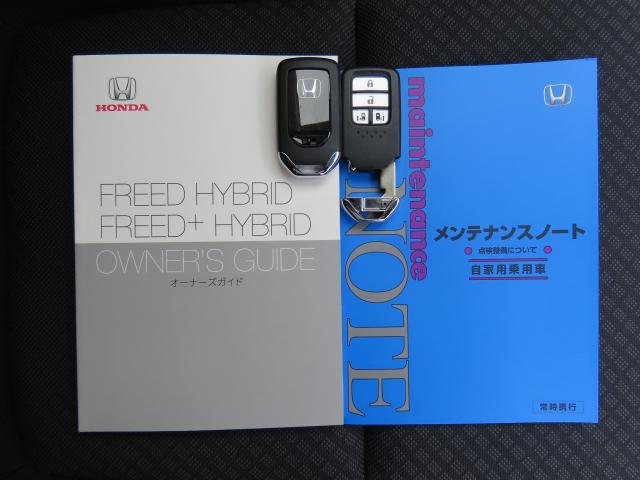 HONDA
FREED HYBRID
FREED+ HYBRID
OWNER'S GUIDE
オーナーズガイド
maintenance
NOTE
メンテナンスノート
点検整備について
自家用乗用車
常時携行